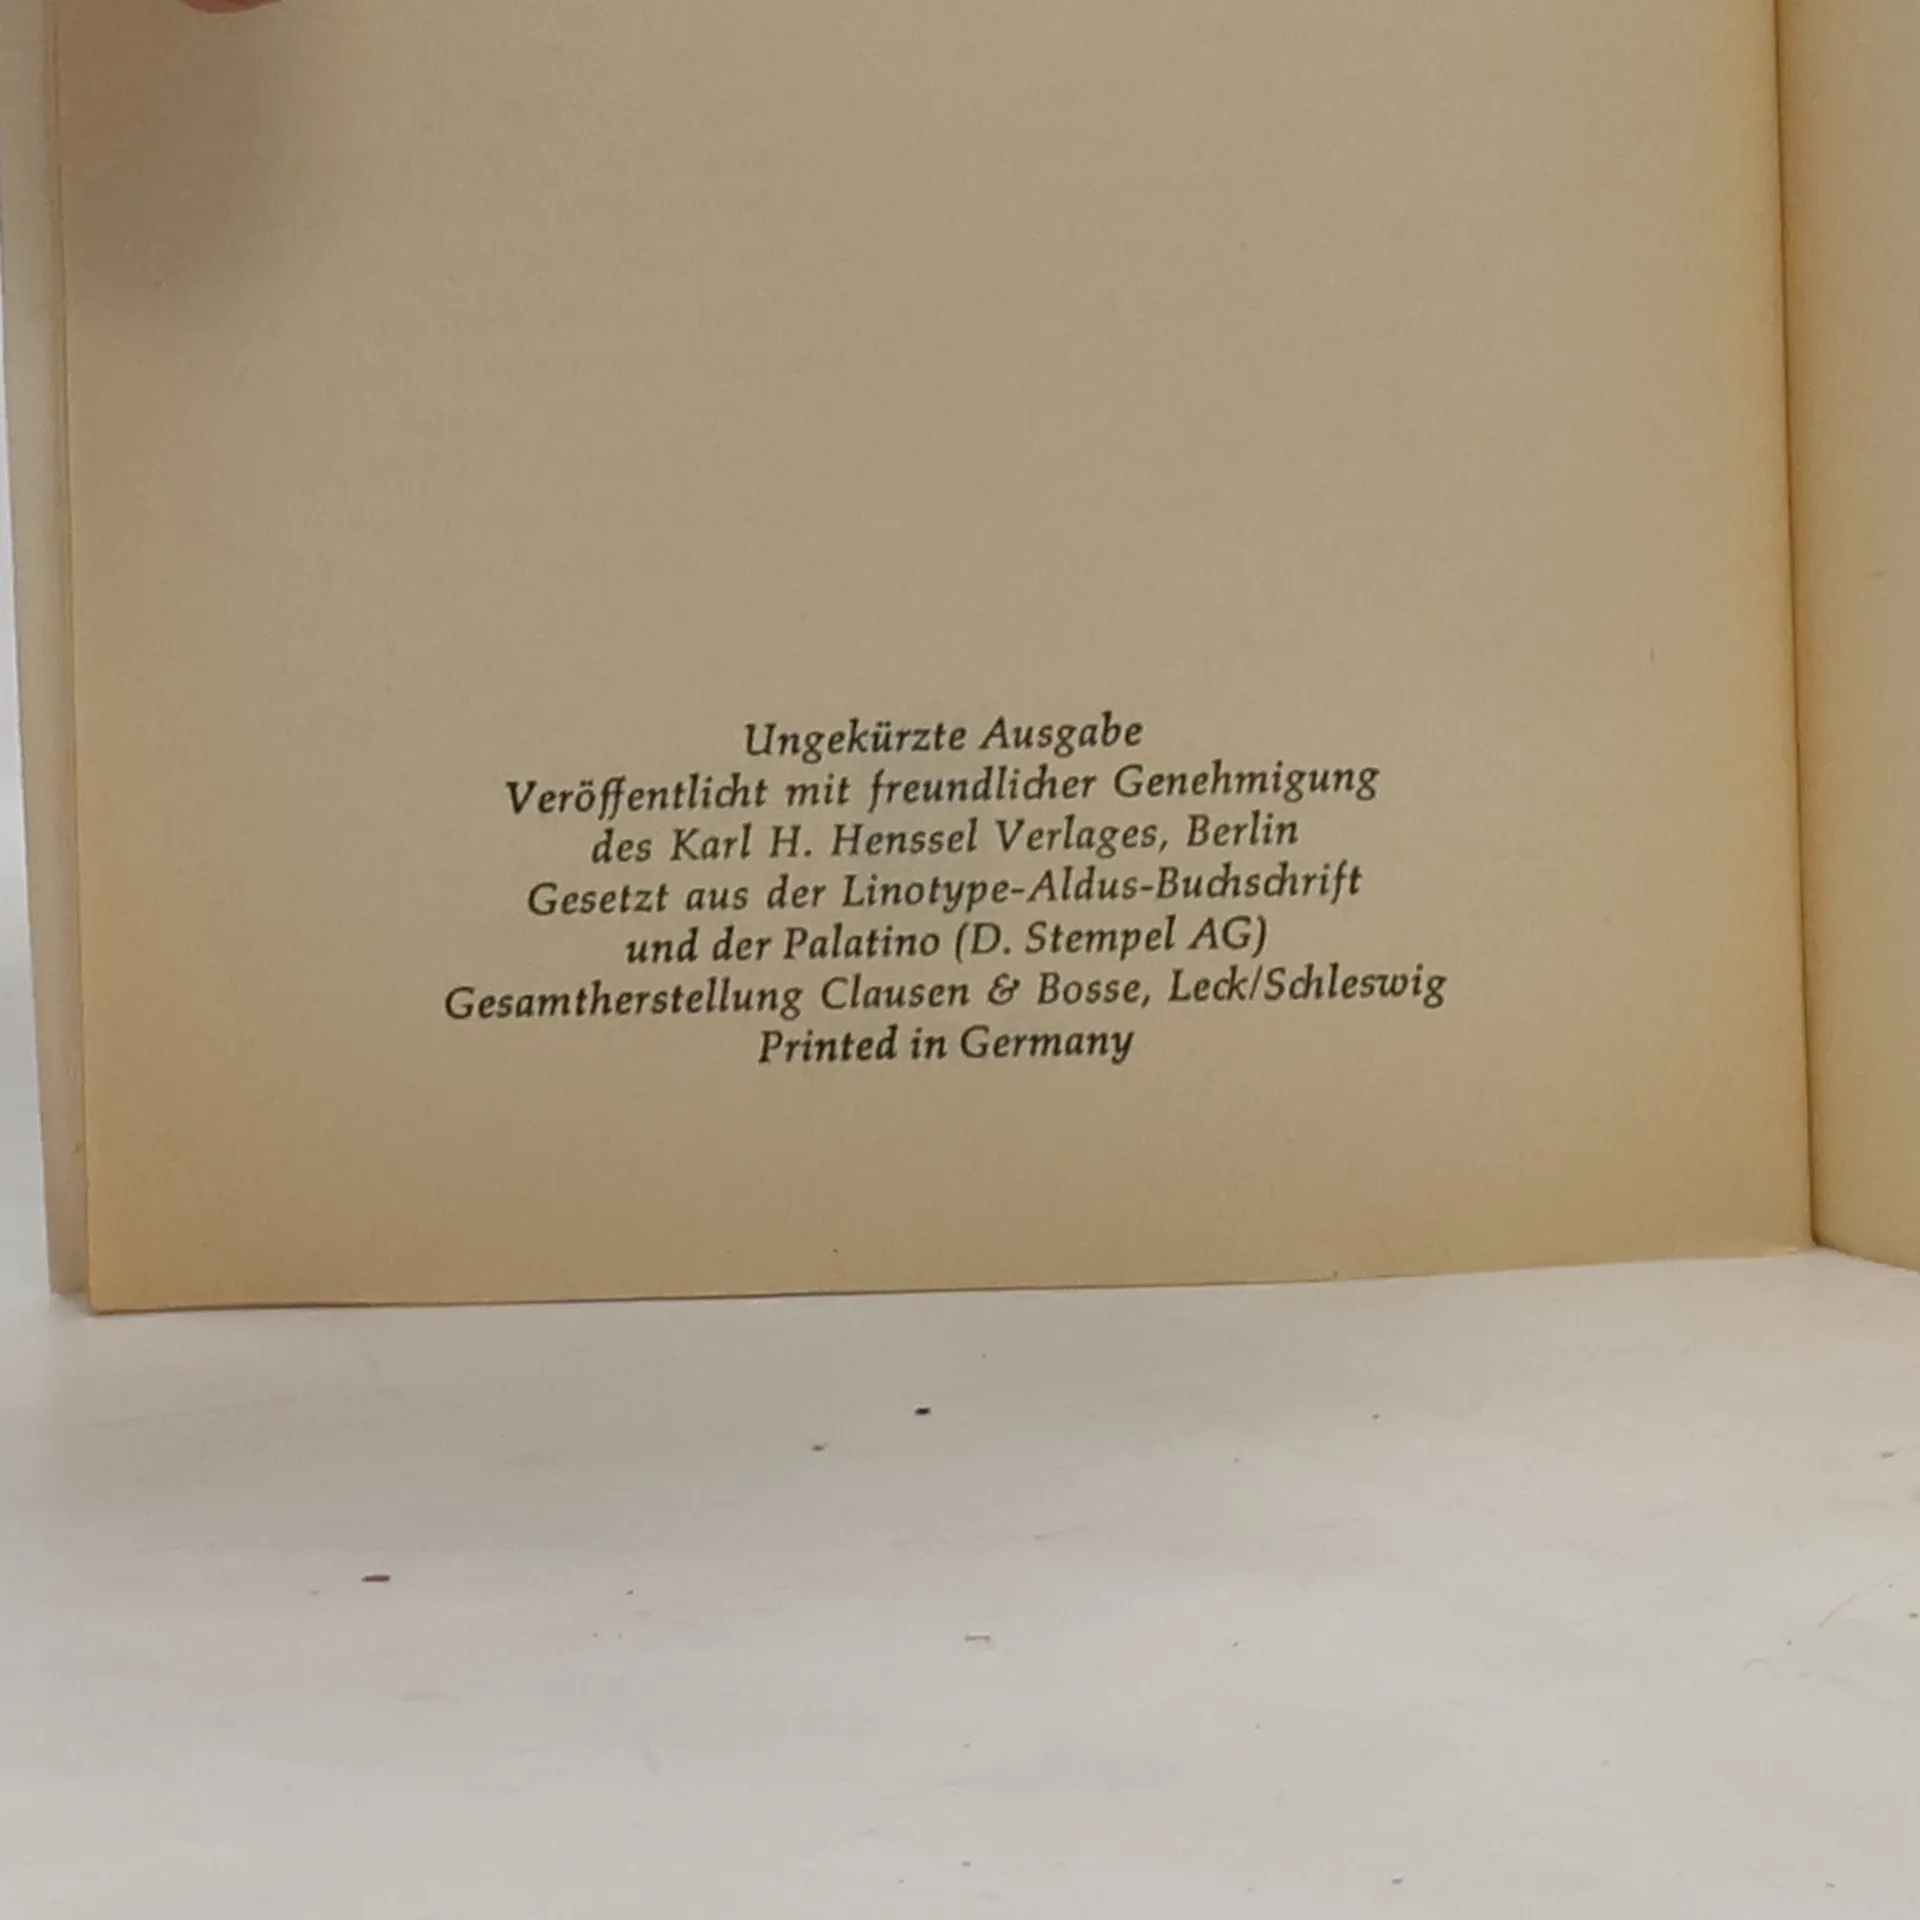 Ungekürzte Ausgabe
Veröffentlicht mit freundlicher Genehmigung
des Karl H. Henssel Verlages, Berlin
Gesetzt aus der Linotype-Aldus-Buchschrift
und der Palatino (D. Stempel AG)
Gesamtherstellung Clausen & Bosse, Leck/Schleswig
Printed in Germany